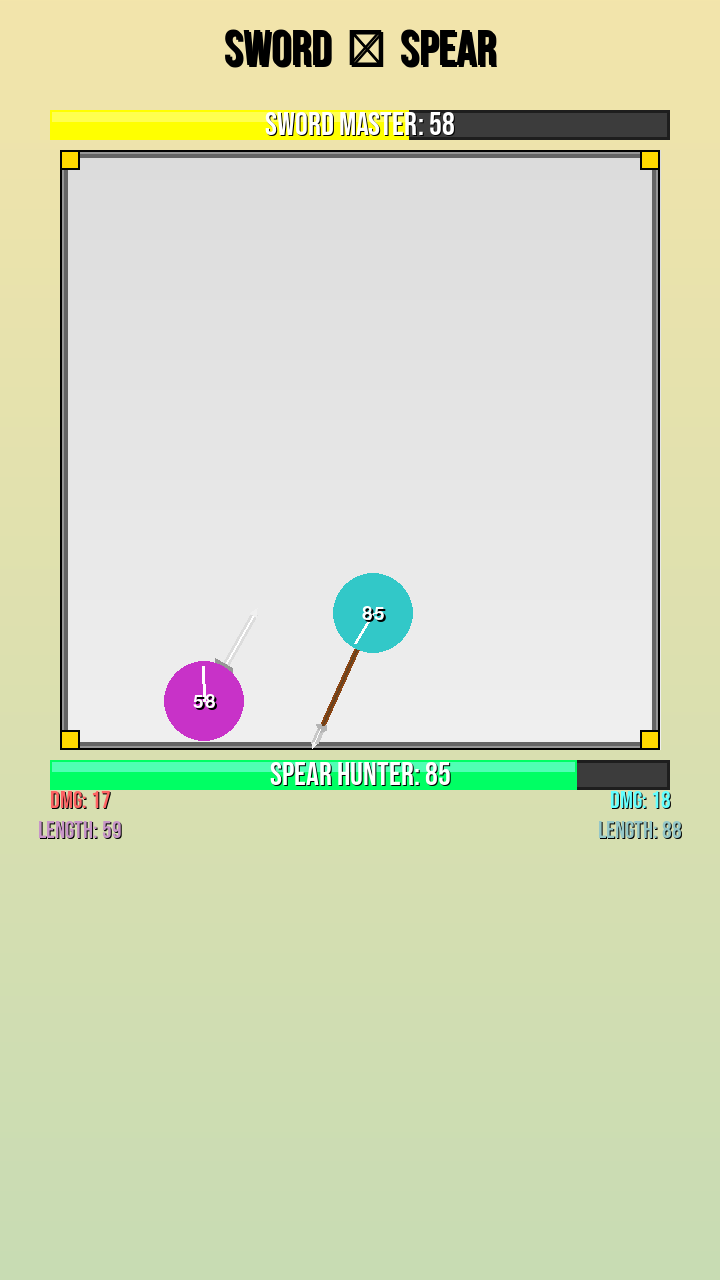 SWORD ☒ SPEAR
SWORD MASTER: 58
85
58
SPEAR HUNTER: 85
DMG: 17
DMG: 18
LENGTH: 59
LENGTH: 88